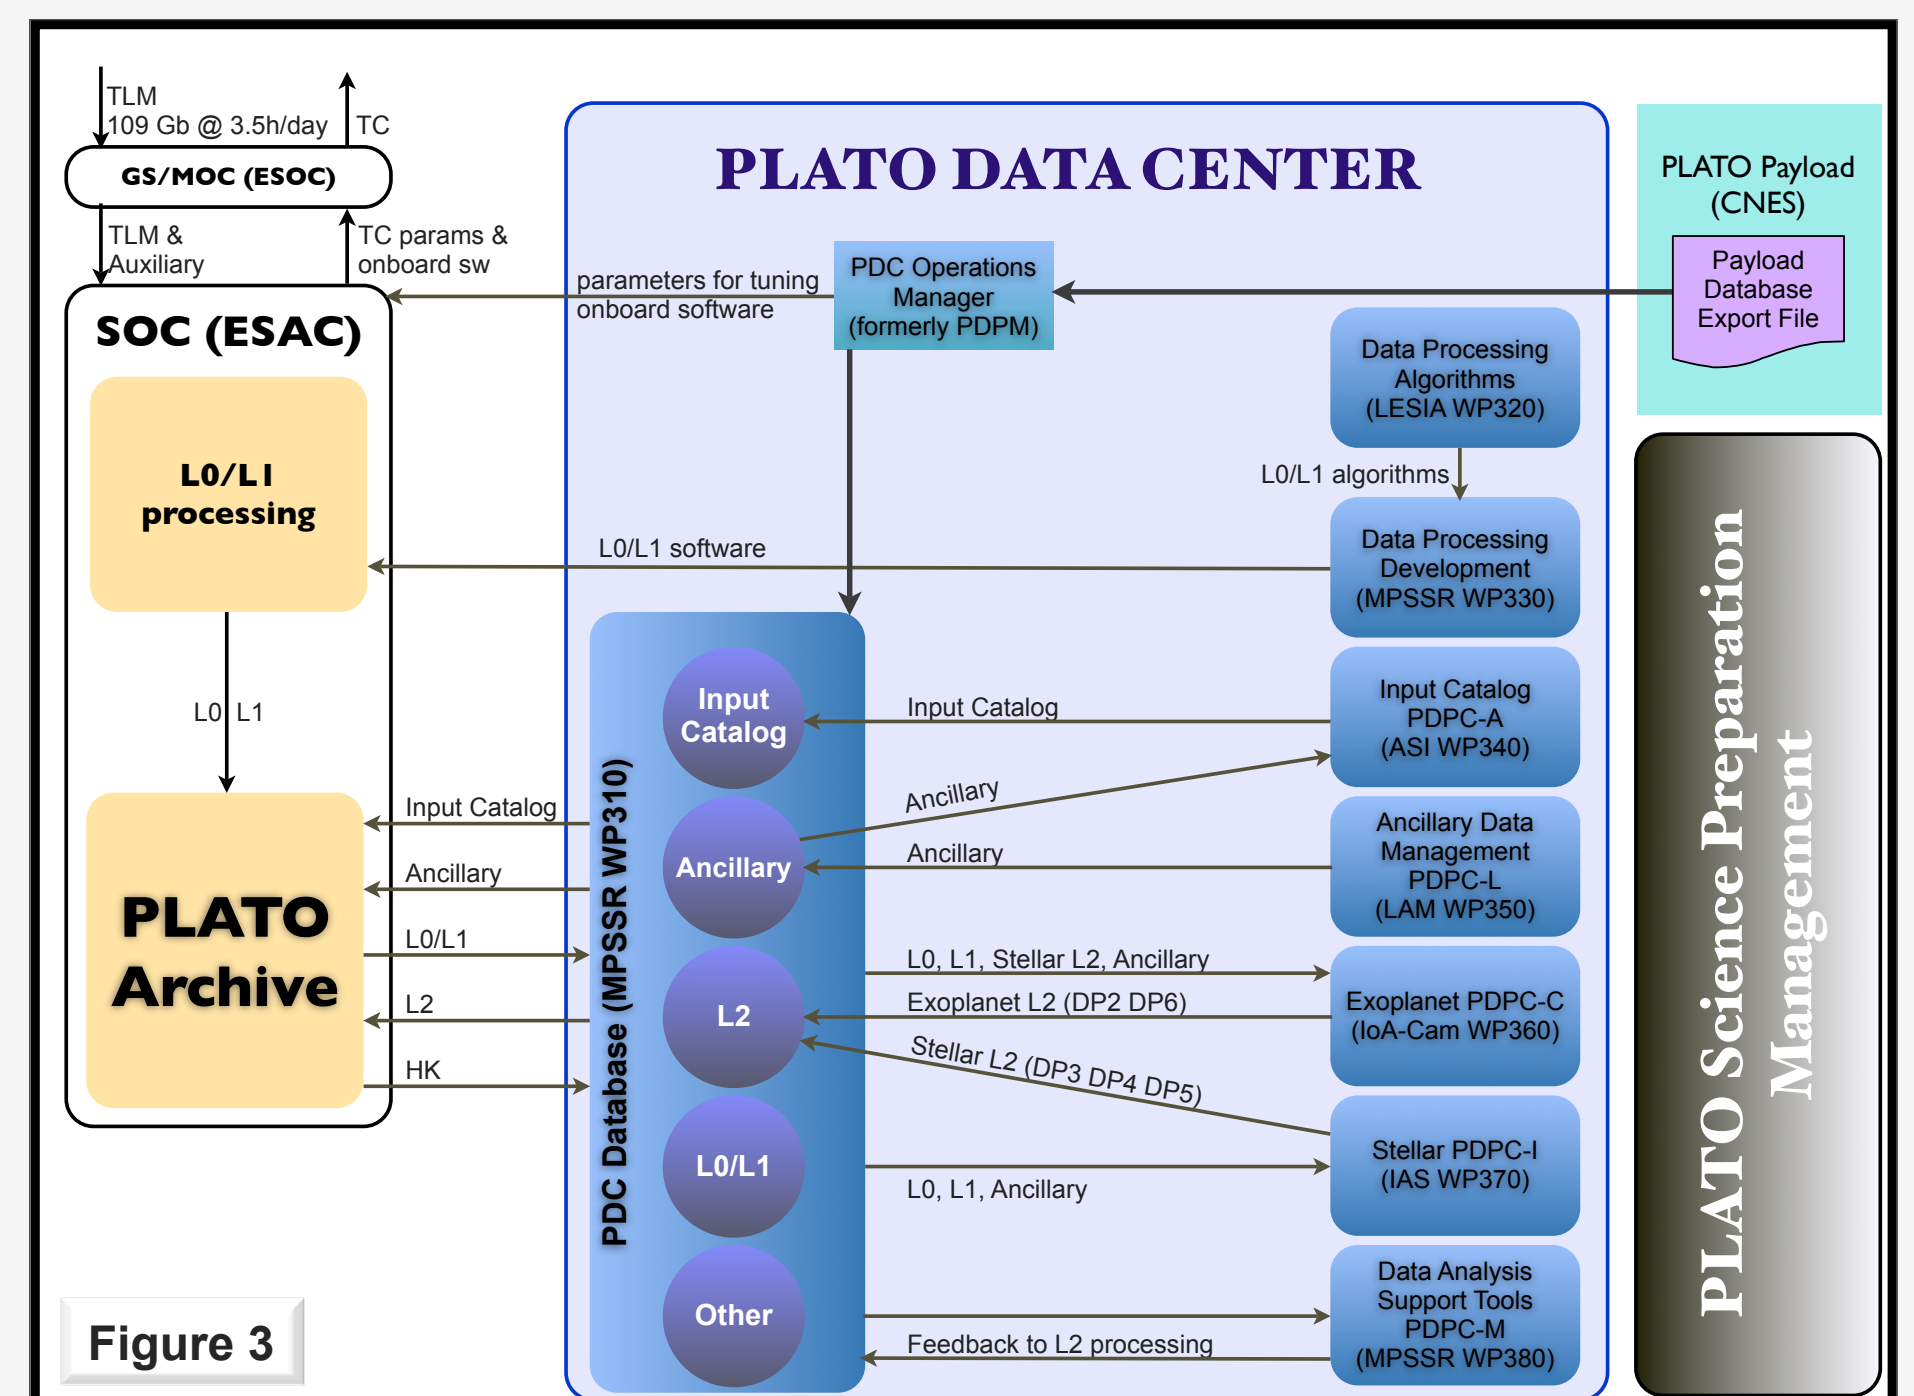 TLM
109 Gb @ 3.5h/day
TC
GS/MOC (ESOC)
TLM &
Auxiliary
TC params &
onboard sw
SOC (ESAC)
L0/L1
processing
L0 L1
PLATO
Archive
Input Catalog
Ancillary
L0/L1
L2
HK
Figure 3
PLATO DATA CENTER
parameters for tuning
onboard software
PDC Operations
Manager
(formerly PDPM)
L0/L1 software
PDC Database (MPSSR WP310)
Input
Catalog
Ancillary
L2
L0/L1
Other
L0/L1 algorithms
Input Catalog
Ancillary
Ancillary
L0, L1, Stellar L2, Ancillary
Exoplanet L2 (DP2 DP6)
Stellar L2 (DP3 DP4 DP5)
L0, L1, Ancillary
Feedback to L2 processing
Data Processing
Algorithms
(LESIA WP320)
Data Processing
Development
(MPSSR WP330)
Input Catalog
PDPC-A
(ASI WP340)
Ancillary Data
Management
PDPC-L
(LAM WP350)
Exoplanet PDPC-C
(IoA-Cam WP360)
Stellar PDPC-I
(IAS WP370)
Data Analysis
Support Tools
PDPC-M
(MPSSR WP380)
PLATO Payload
(CNES)
Payload
Database
Export File
PLATO Science Preparation
Management